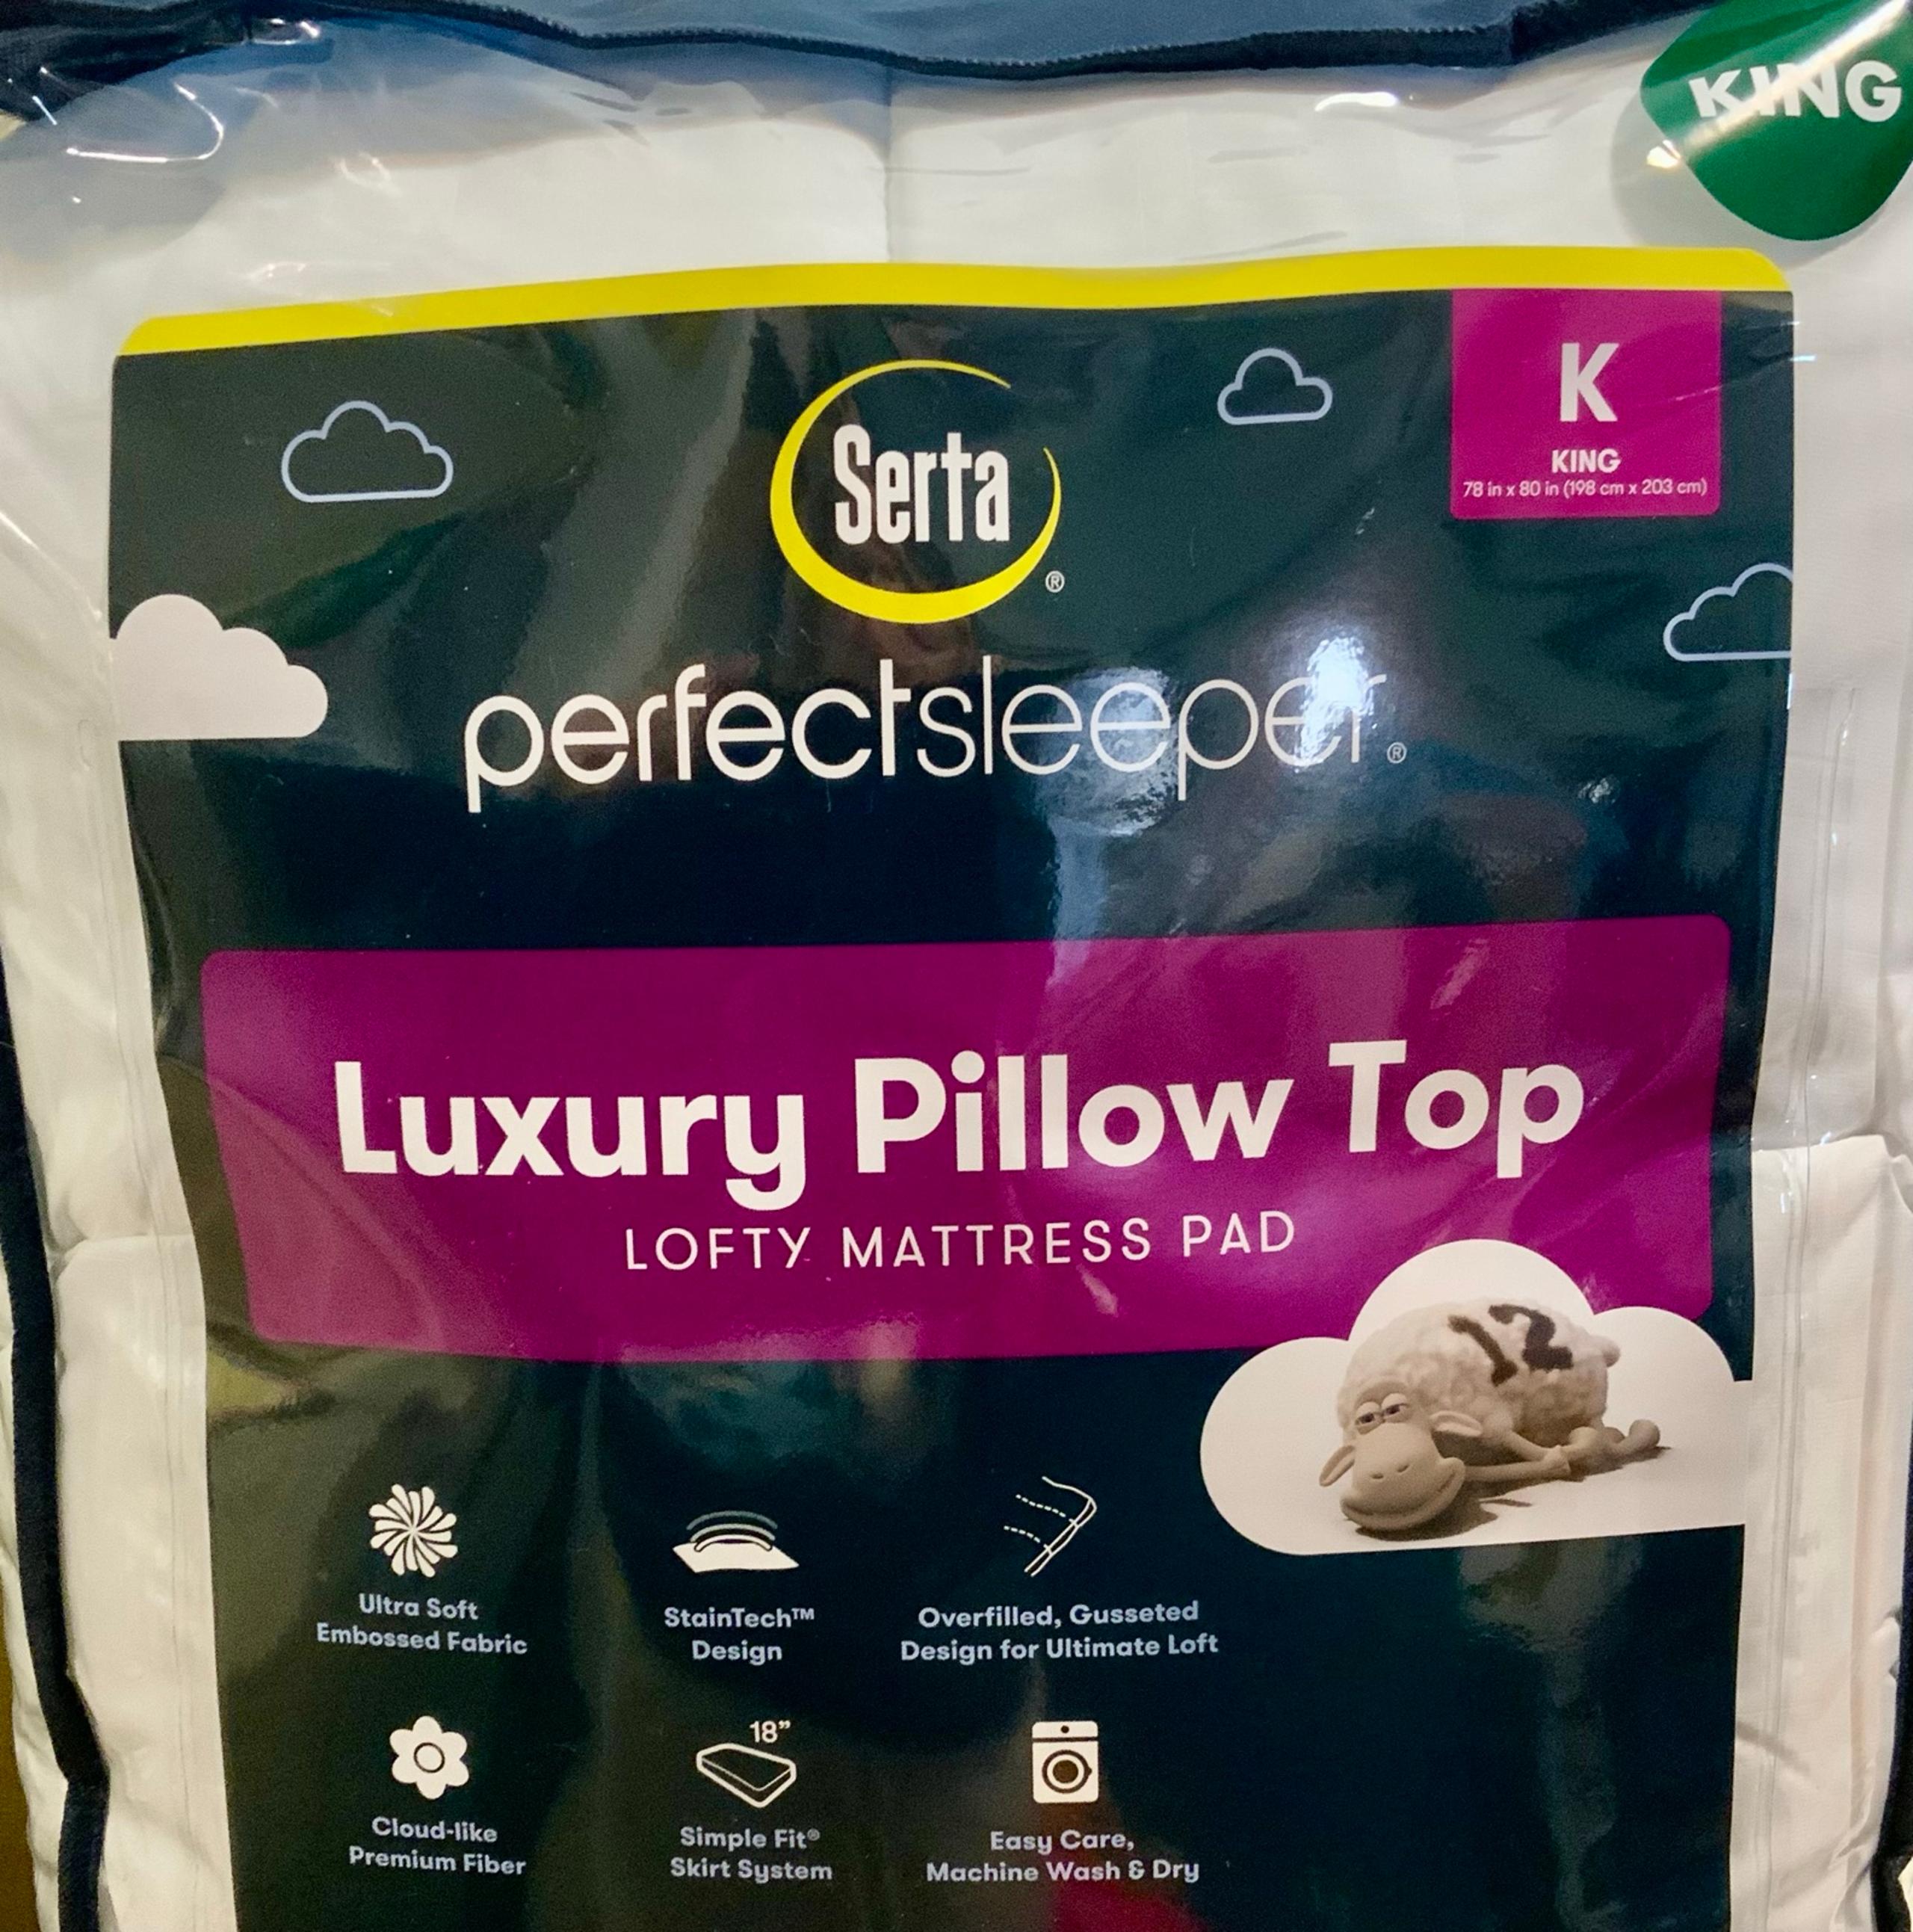 KING
K
KING
78 in x 80 in (198 cm x 203 cm)
Serta®
perfectsleeper®
Luxury Pillow Top
LOFTY MATTRESS PAD
12
Ultra Soft
Embossed Fabric
StainTech™
Design
Overfilled, Gusseted
Design for Ultimate Loft
Cloud-like
Premium Fiber
18”
Simple Fit®
Skirt System
Easy Care,
Machine Wash & Dry